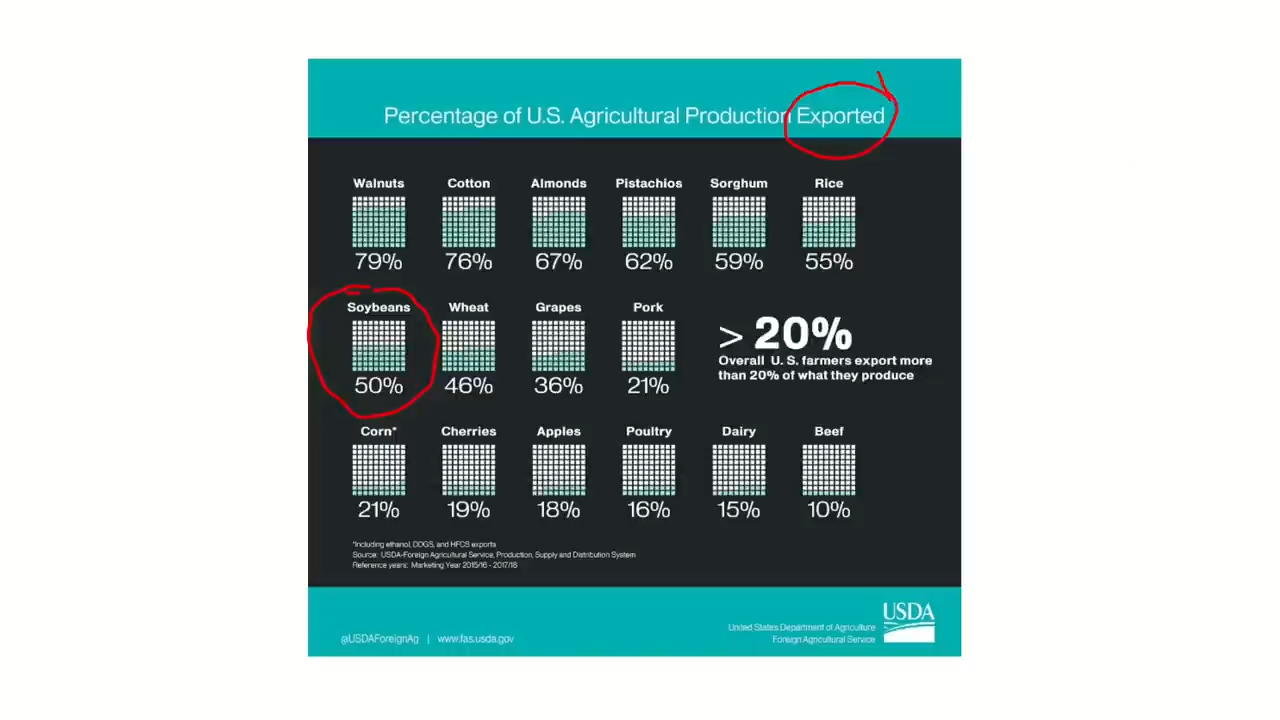 Percentage of U.S. Agricultural Production Exported
Walnuts Cotton Almonds Pistachios Sorghum Rice
79% 76% 67% 62% 59% 55%
Soybeans Wheat Grapes Pork
50% 46% 36% 21%
> 20%
Overall U. S. farmers export more
than 20% of what they produce
Corn* Cherries Apples Poultry Dairy Beef
21% 19% 18% 16% 15% 10%
*Including ethanol, DDGS, and HFCS exports
Source: USDA-Foreign Agricultural Service, Production, Supply and Distribution System
Reference years: Marketing Year 2015/16 - 2017/18
@USDAForeignAg | www.fas.usda.gov
United States Department of Agriculture
Foreign Agricultural Service
USDA